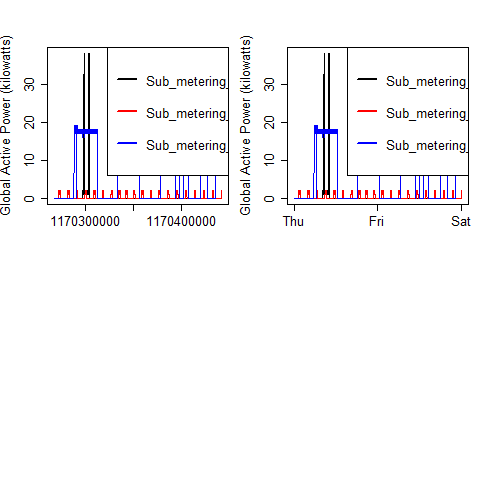 Global Active Power (kilowatts)
0 10 20 30
Sub_metering_
Sub_metering_
Sub_metering_
1170300000 1170400000
Global Active Power (kilowatts)
0 10 20 30
Sub_metering_
Sub_metering_
Sub_metering_
Thu Fri Sat